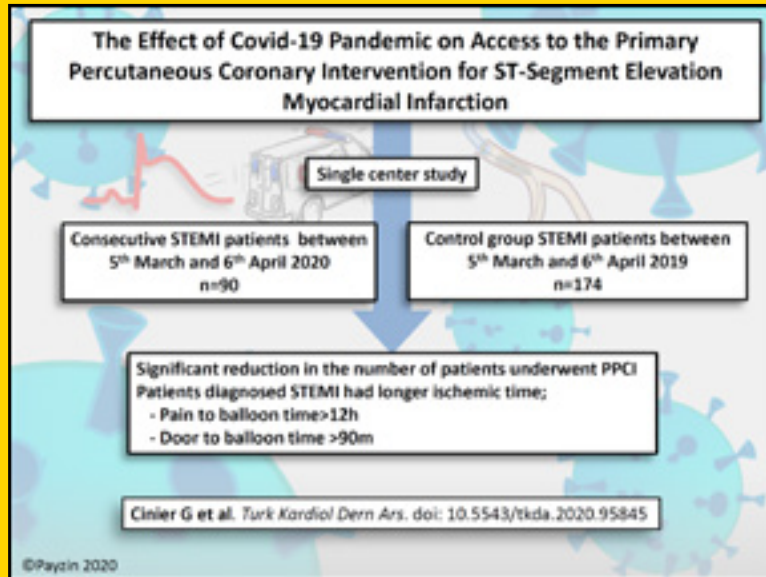 The Effect of Covid-19 Pandemic on Access to the Primary
Percutaneous Coronary Intervention for ST-Segment Elevation
Myocardial Infarction
Single center study
Consecutive STEMI patients between
5th March and 6th April 2020
n=90
Control group STEMI patients between
5th March and 6th April 2019
n=174
Significant reduction in the number of patients underwent PPCI
Patients diagnosed STEMI had longer ischemic time;
- Pain to balloon time>12h
- Door to balloon time >90m
Cinier G et al. Turk Kardiol Dern Ars. doi: 10.5543/tkda.2020.95845
©Payzin 2020